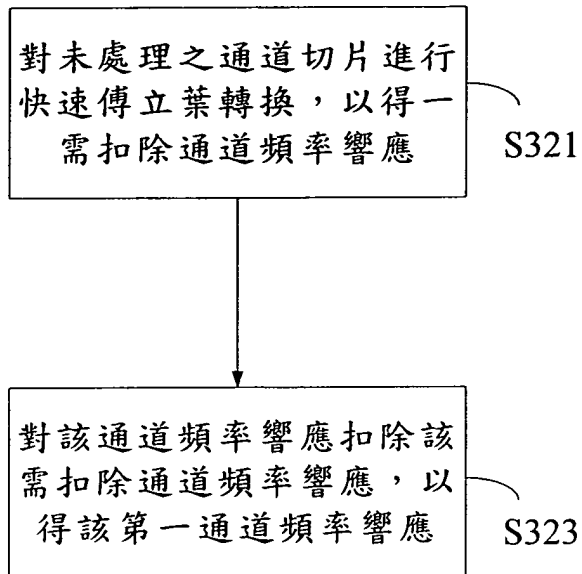 對未處理之通道切片進行
快速傅立葉轉換，以得一
需扣除通道頻率響應
S321
對該通道頻率響應扣除該
需扣除通道頻率響應，以
得該第一通道頻率響應
S323